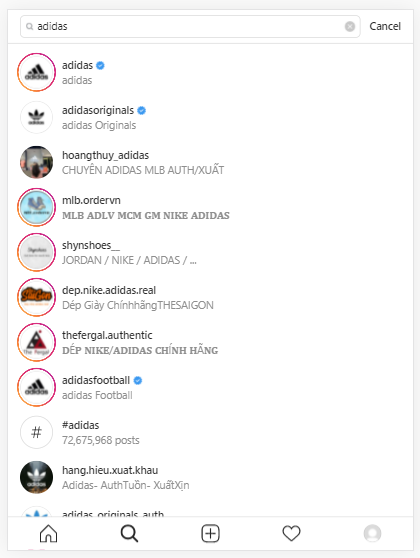 adidas
Cancel
adidas
adidas
adidasoriginals
adidas Originals
hoangthuy_adidas
CHUYÊN ADIDAS MLB AUTH/XUẤT
mlb.ordervn
MLB ADLV MCM GM NIKE ADIDAS
shynshoes__
JORDAN / NIKE / ADIDAS / ...
dep.nike.adidas.real
Dép Giày ChínhhãngTHESAIGON
thefergal.authentic
DÉP NIKE/ADIDAS CHÍNH HÃNG
adidasfootball
adidas Football
#
#adidas
72,675,968 posts
hang.hieu.xuat.khau
Adidas- AuthTuồn- XuấtXịn
adidas_originals_auth